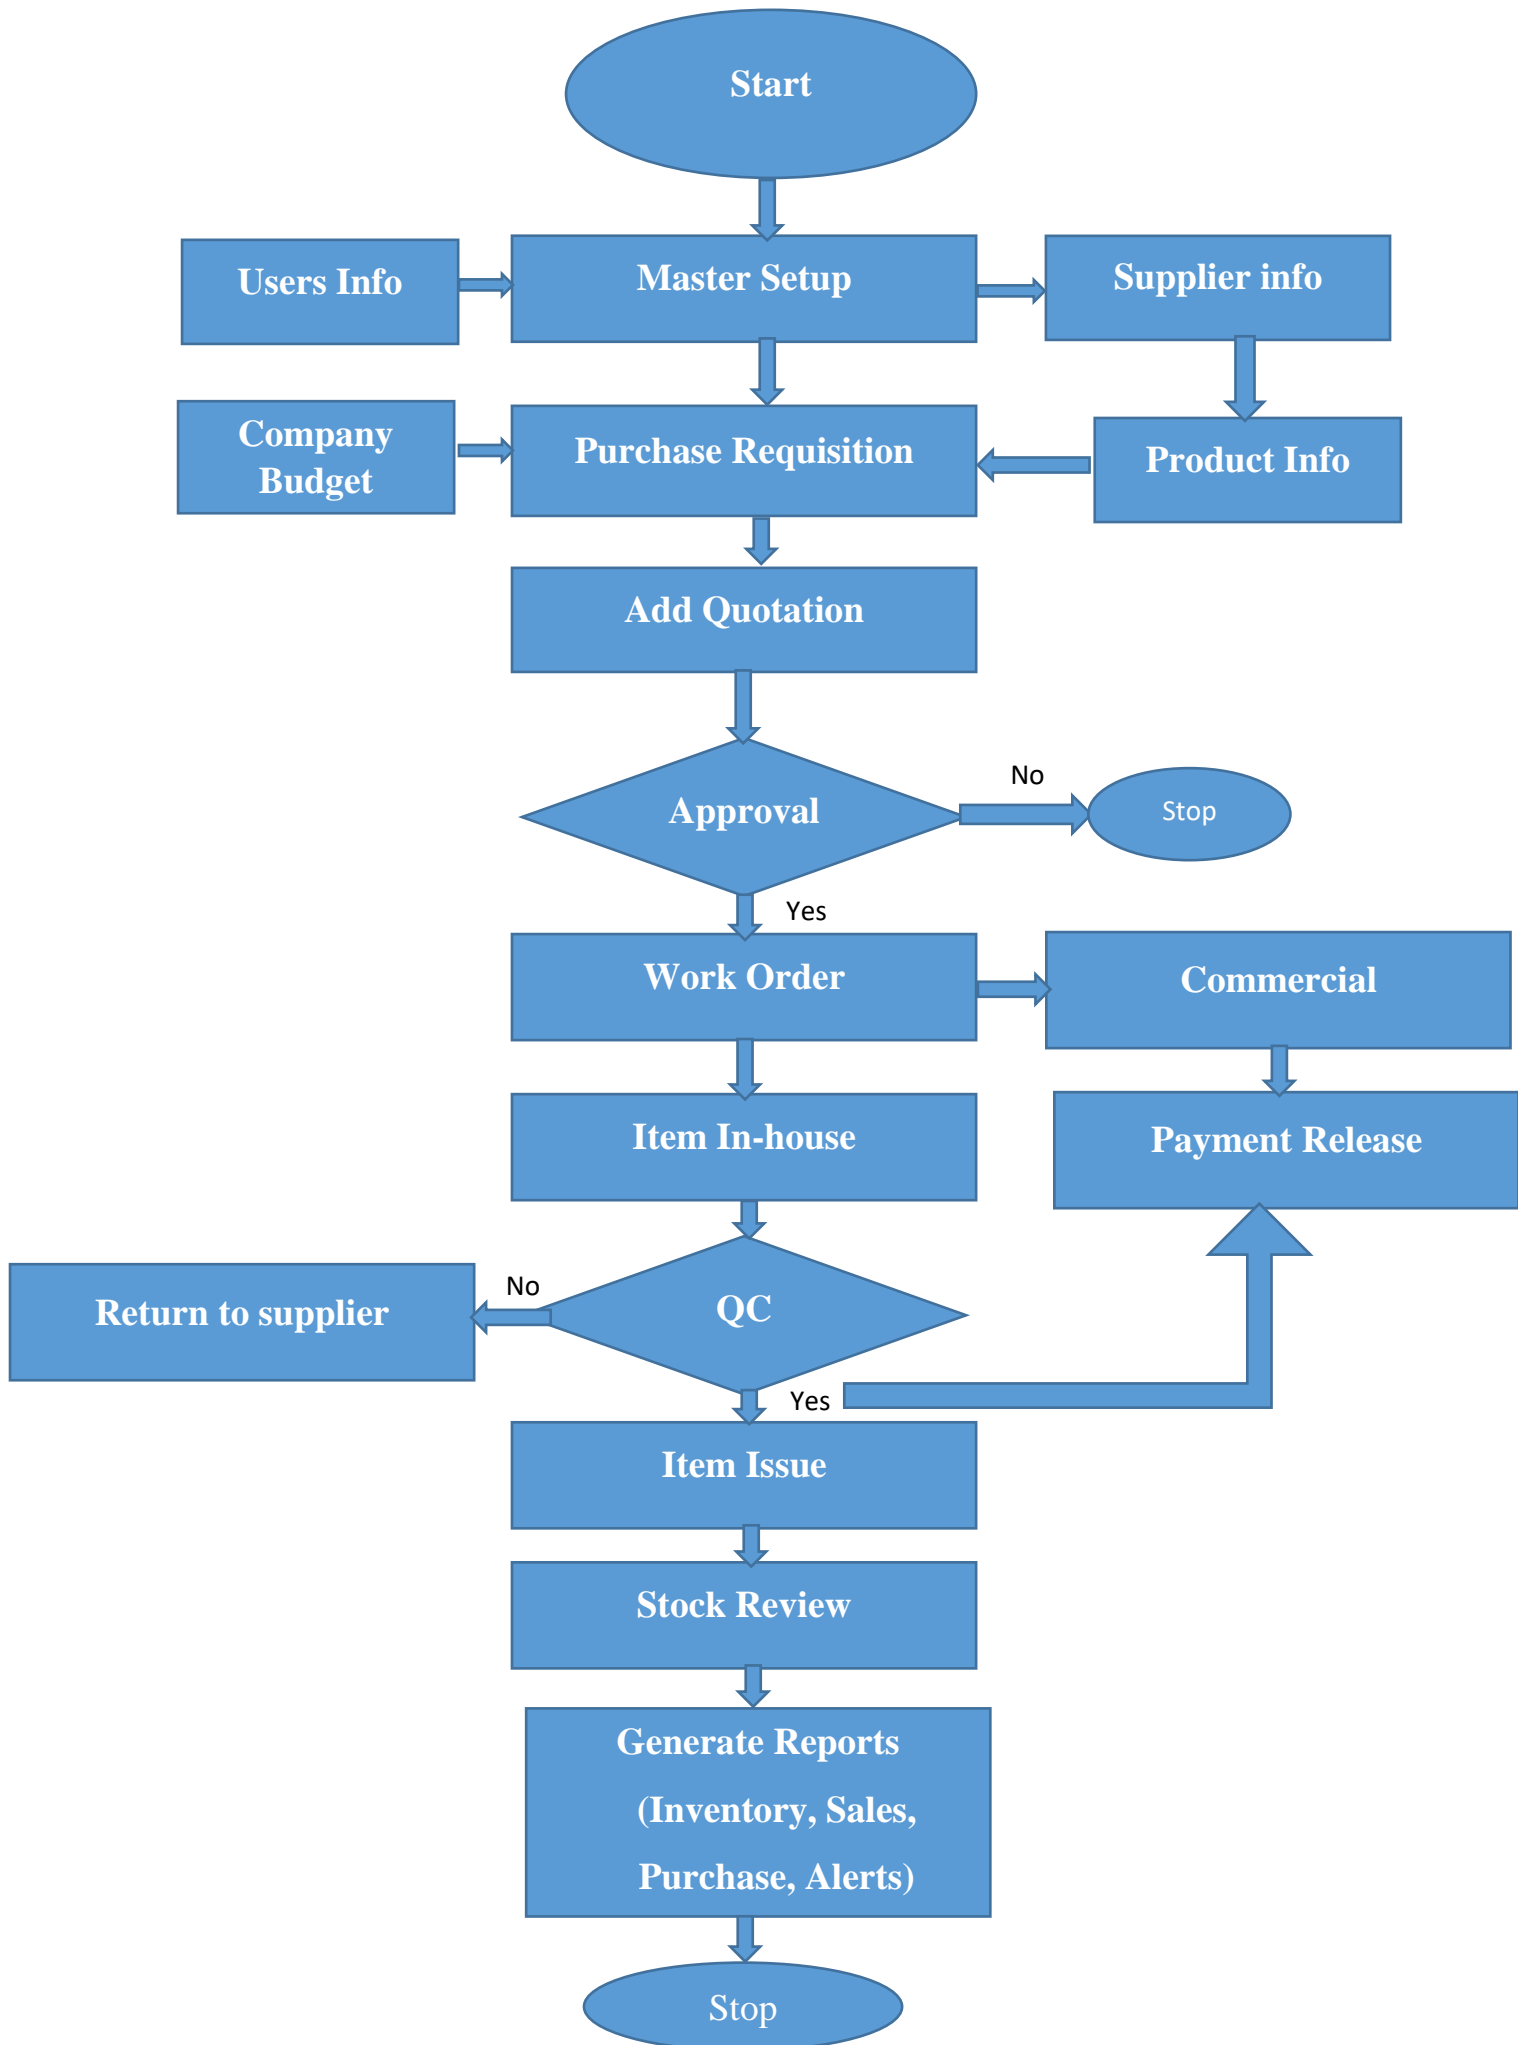 Start
Users Info
Master Setup
Supplier info
Company
Budget
Purchase Requisition
Product Info
Add Quotation
Approval
No
Stop
Yes
Work Order
Commercial
Item In-house
Payment Release
Return to supplier
No
QC
Yes
Item Issue
Stock Review
Generate Reports
(Inventory, Sales,
Purchase, Alerts)
Stop